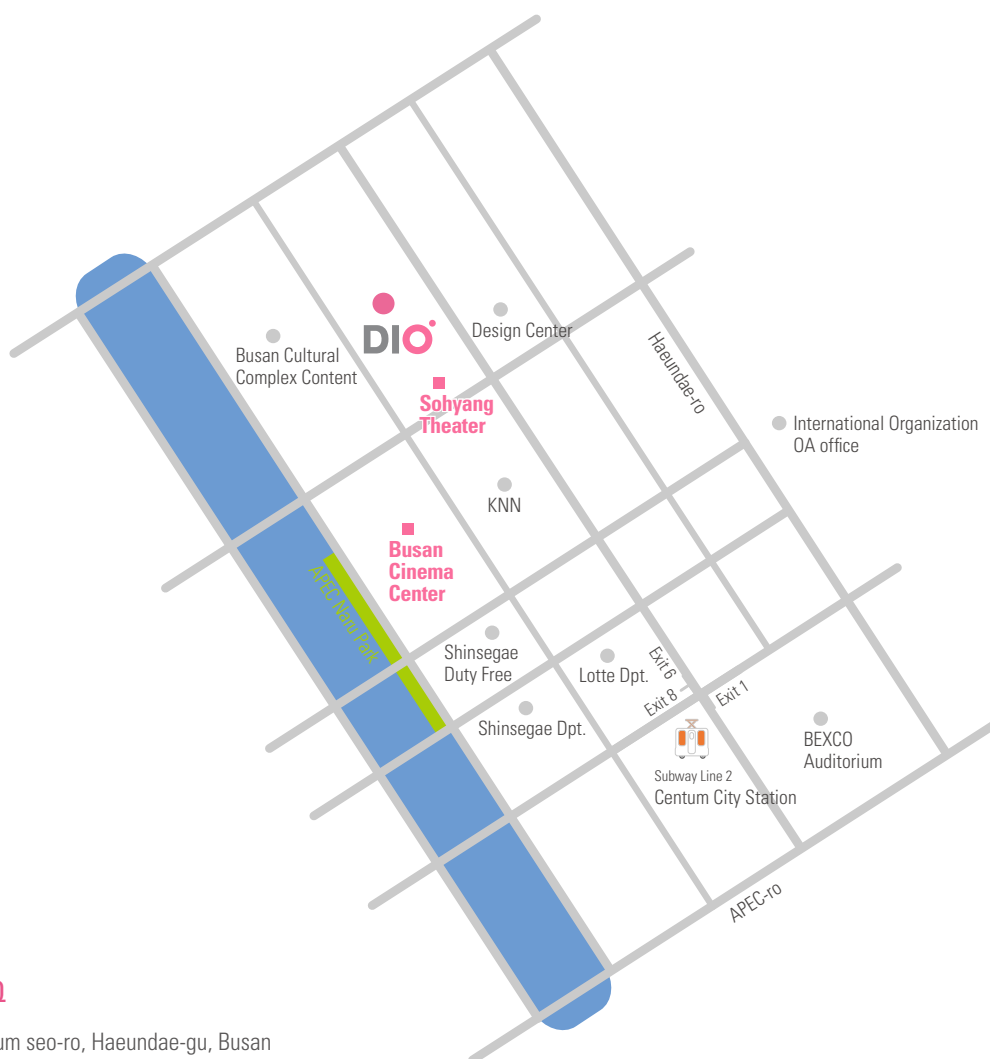 Haeundae-ro
Design Center
DIO
Busan Cultural
Complex Content
Sohyang
Theater
International Organization
OA office
KNN
Busan
Cinema
Center
APEC Naru Park
Shinsegae
Duty Free
Lotte Dpt.
Exit 6
Exit 8
Exit 1
Shinsegae Dpt.
BEXCO
Auditorium
Subway Line 2
Centum City Station
APEC-ro
seo-ro, Haeundae-gu, Busan